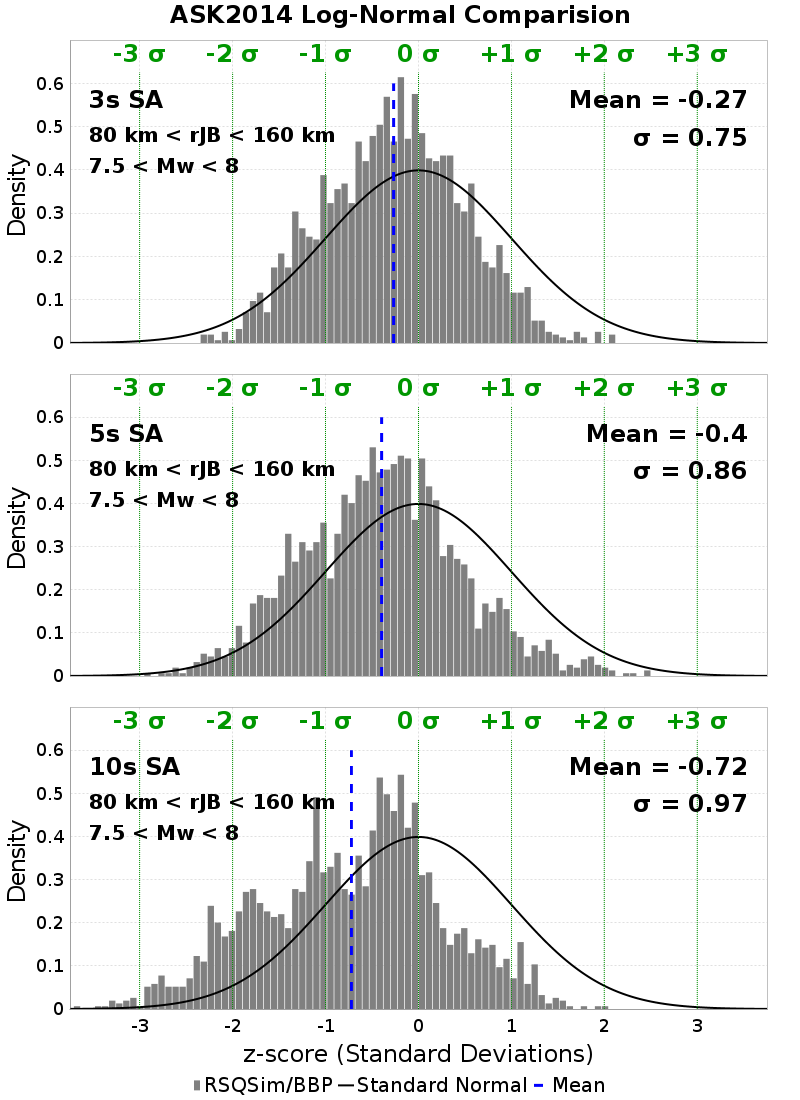 ASK2014 Log-Normal Comparision
-3 σ -2 σ -1 σ 0 σ +1 σ +2 σ +3 σ
3s SA
Mean = -0.27
80 km < rJB < 160 km
σ = 0.75
7.5 < Mw < 8
Density
0.6
0.5
0.4
0.3
0.2
0.1
0
-3 σ -2 σ -1 σ 0 σ +1 σ +2 σ +3 σ
5s SA
Mean = -0.4
80 km < rJB < 160 km
σ = 0.86
7.5 < Mw < 8
Density
0.6
0.5
0.4
0.3
0.2
0.1
0
-3 σ -2 σ -1 σ 0 σ +1 σ +2 σ +3 σ
10s SA
Mean = -0.72
80 km < rJB < 160 km
σ = 0.97
7.5 < Mw < 8
Density
0.6
0.5
0.4
0.3
0.2
0.1
0
-3 -2 -1 0 1 2 3
z-score (Standard Deviations)
RSQSim/BBP Standard Normal Mean